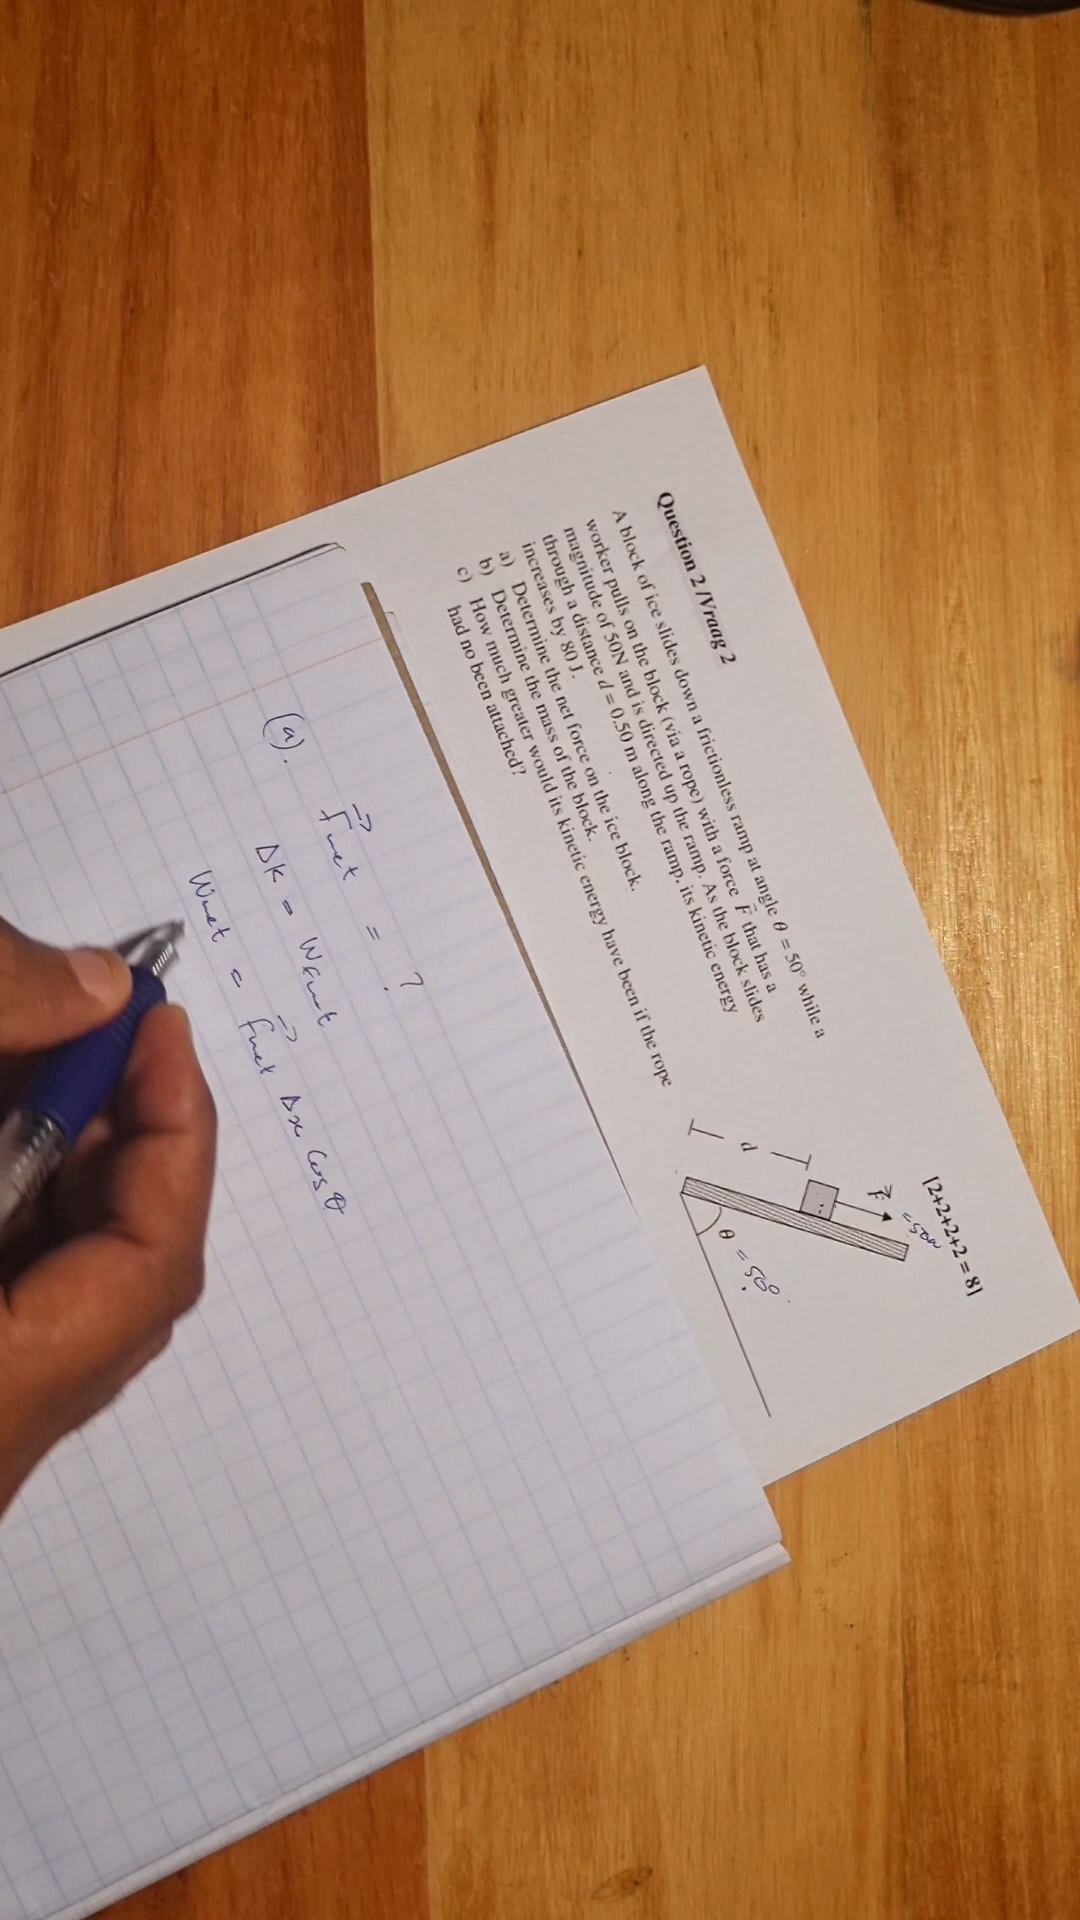 Question 2/Vraag 2
[2+2+2+2 = 8]
A block of ice slides down a frictionless ramp at angle θ = 50° while a
worker pulls on the block (via a rope) with a force F⃗ that has a
magnitude of 50N and is directed up the ramp. As the block slides
through a distance d = 0.50 m along the ramp, its kinetic energy
increases by 80 J.
a) Determine the net force on the ice block.
b) Determine the mass of the block.
c) How much greater would its kinetic energy have been if the rope
had no been attached?
F⃗
= 50N
d
θ = 50°
F⃗net = ?
(a). ΔK = WFnet
Wnet = F⃗net Δx Cos θ